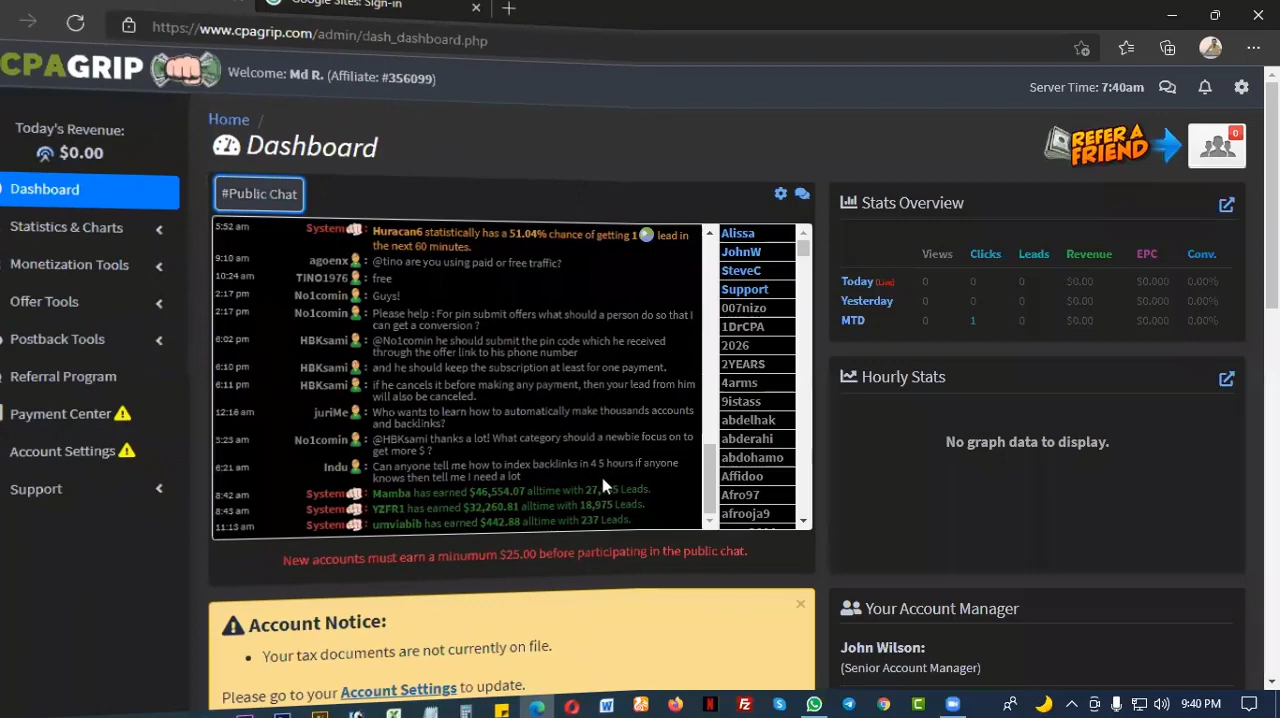 Google Sites: Sign-in
https://www.cpagrip.com/admin/dash_dashboard.php
CPAGRIP
Welcome: Md R. (Affiliate: #356099)
Server Time: 7:40am
Today's Revenue:
$0.00
Dashboard
Statistics & Charts
Monetization Tools
Offer Tools
Postback Tools
Referral Program
Payment Center
Account Settings
Support
Home /
Dashboard
REFER A
FRIEND
0
#Public Chat
5:52 am System: Huracan6 statistically has a 51.04% chance of getting 1 lead in
the next 60 minutes.
9:10 am agoenx: @tino are you using paid or free traffic?
10:24 am TINO1976: free
2:17 pm No1comin: Guys!
2:17 pm No1comin: Please help : For pin submit offers what should a person do so that I
can get a conversion ?
6:02 pm HBKsami: @No1comin he should submit the pin code which he received
through the offer link to his phone number
6:10 pm HBKsami: and he should keep the subscription at least for one payment.
6:11 pm HBKsami: if he cancels it before making any payment, then your lead from him
will also be canceled.
12:16 am juriMe: Who wants to learn how to automatically make thousands accounts
and backlinks?
5:23 am No1comin: @HBKsami thanks a lot! What category should a newbie focus on to
get more $ ?
6:21 am Indu: Can anyone tell me how to index backlinks in 4 5 hours if anyone
knows then tell me I need a lot
8:42 am System: Mamba has earned $46,554.07 alltime with Leads.
8:43 am System: YZFR1 has earned $32,260.81 alltime with 18,975 Leads.
11:13 am System: umviabib has earned $442.88 alltime with 237 Leads.
Alissa
JohnW
SteveC
Support
007nizo
1DrCPA
2026
2YEARS
4arms
9istass
abdelhak
abderahi
abdohamo
Affidoo
Afro97
afrooja9
New accounts must earn a minumum $25.00 before participating in the public chat.
Account Notice:
Your tax documents are not currently on file.
Please go to your Account Settings to update.
Stats Overview
Views Clicks Leads Revenue EPC Conv.
Today (Live) 0 0 0 $0.00 $0.000 0.00%
Yesterday 0 0 0 $0.00 $0.000 0.00%
MTD 0 1 0 $0.00 $0.000 0.00%
Hourly Stats
No graph data to display.
Your Account Manager
John Wilson:
(Senior Account Manager)
9:40 PM